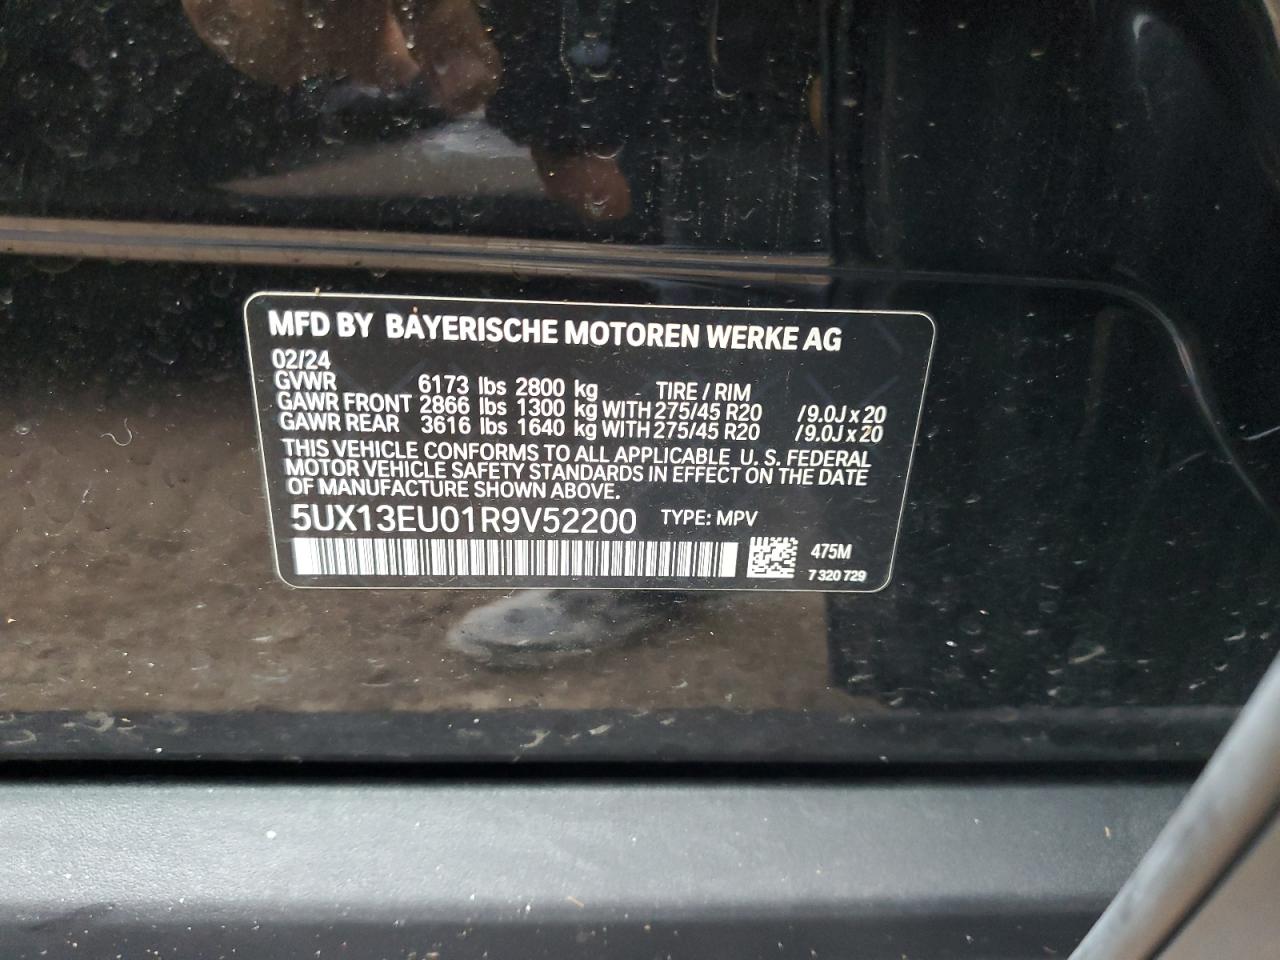 MFD BY BAYERISCHE MOTOREN WERKE AG
02/24
GVWR 6173 lbs 2800 kg TIRE / RIM
GAWR FRONT 2866 lbs 1300 kg WITH 275/45 R20 /9.0J x 20
GAWR REAR 3616 lbs 1640 kg WITH 275/45 R20 /9.0J x 20
THIS VEHICLE CONFORMS TO ALL APPLICABLE U. S. FEDERAL
MOTOR VEHICLE SAFETY STANDARDS IN EFFECT ON THE DATE
OF MANUFACTURE SHOWN ABOVE.
5UX13EU01R9V52200 TYPE: MPV
475M
7 320 729